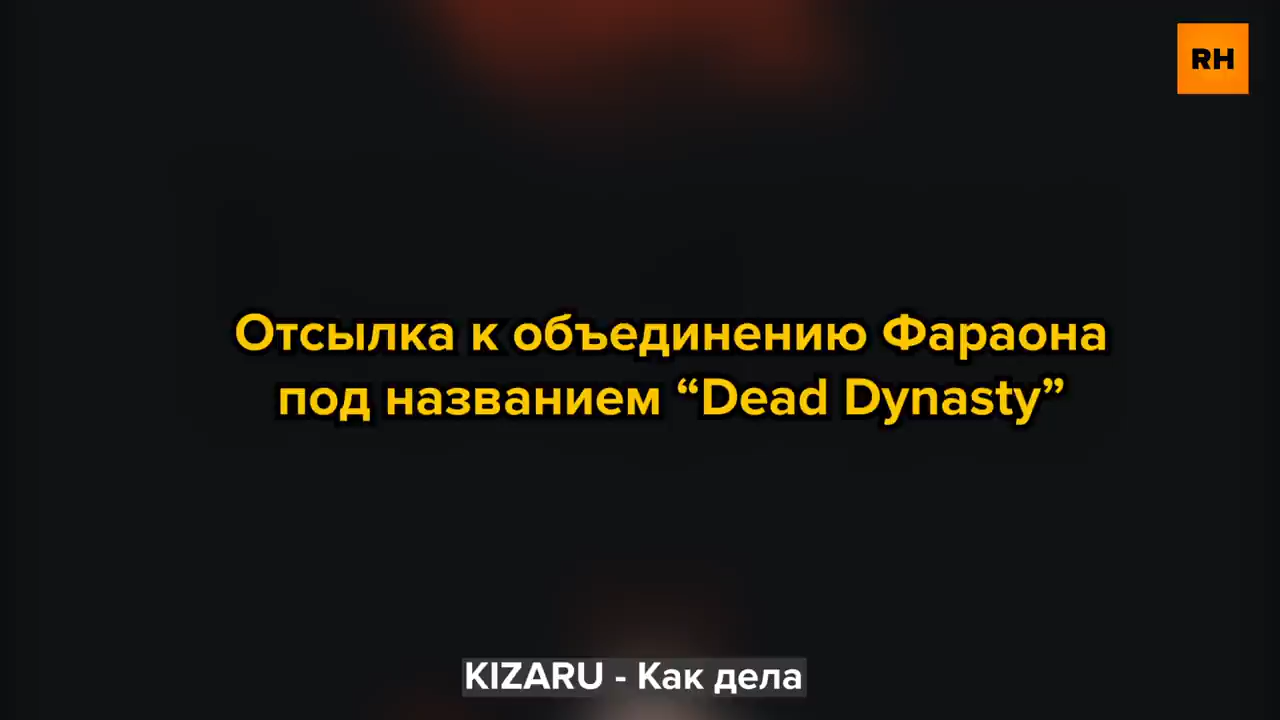 RH
Отсылка к объединению Фараона
под названием “Dead Dynasty”
KIZARU - Как дела